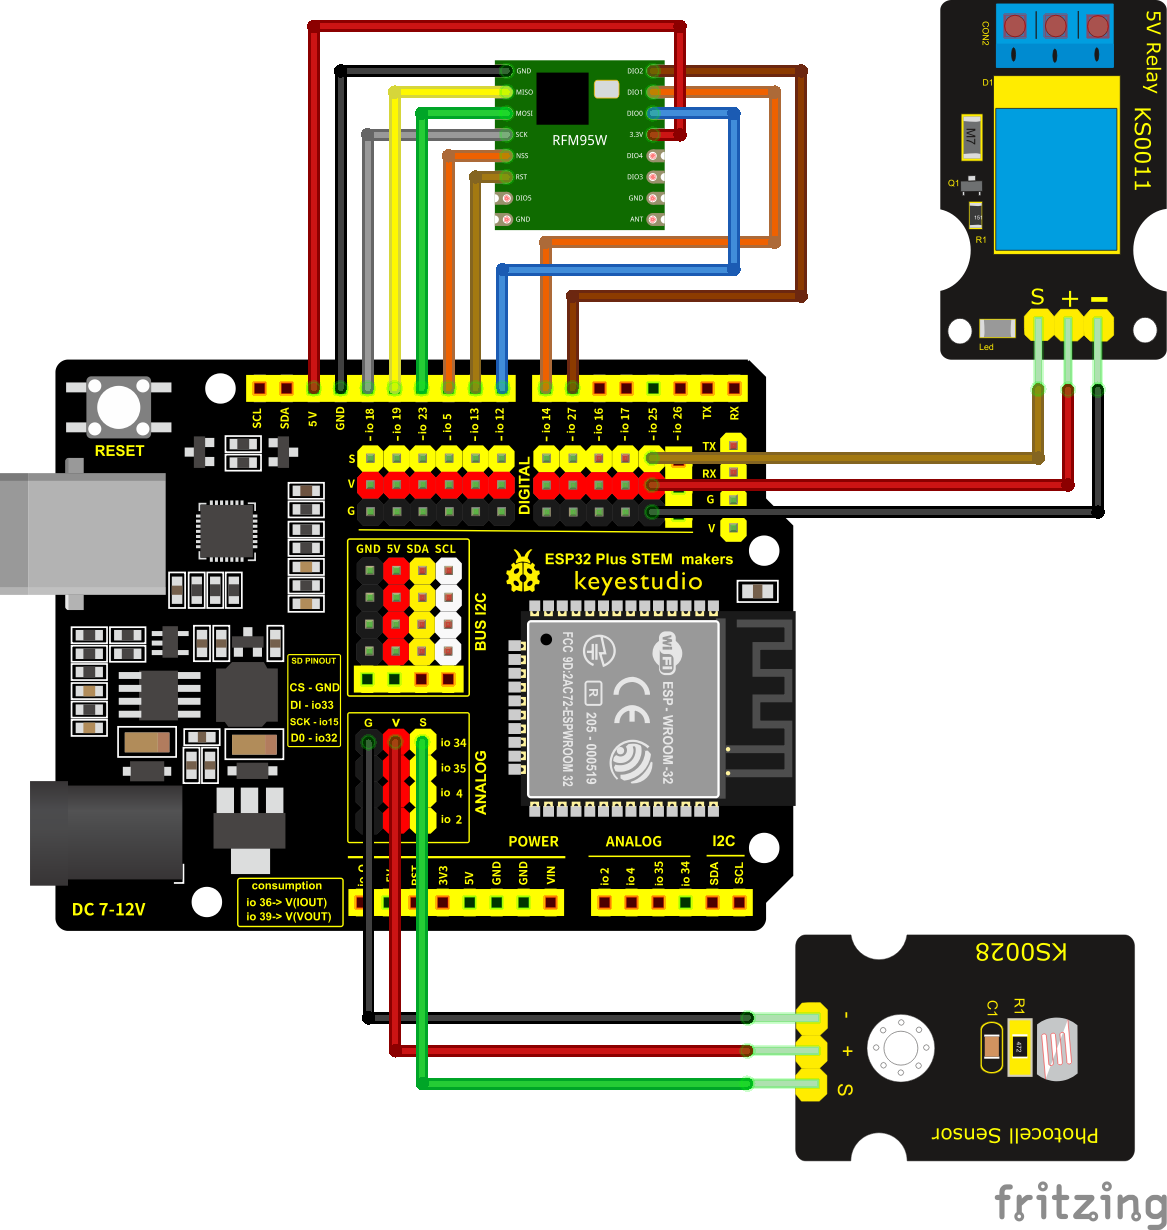 GND
MISO
MOSI
SCK
NSS
RST
DIO5
GND
DIO2
DIO1
DIO0
3.3V
DIO4
DIO3
GND
ANT
RFM95W
5V Relay
KS0011
CON2
D1
M7
Q1
151
R1
S + −
Led
RESET
SCL
SDA
5V
GND
- io 18
- io 19
- io 23
- io 5
- io 13
- io 12
- io 14
- io 27
- io 16
- io 17
- io 25
- io 26
TX
RX
S
V
G
DIGITAL
TX
RX
G
V
GND 5V SDA SCL
BUS I2C
ESP32 Plus STEM makers
keyestudio
SD PINOUT
CS - GND
DI - io33
SCK - io15
D0 - io32
G V S
io 34
io 35
io 4
io 2
ANALOG
FCC 9D:2AC72-ESPWROOM 32
R
205 - 000519
CE
WiFi
ESP - WROOM -32
POWER
ANALOG
I2C
3V3
5V
GND
GND
VIN
io2
io4
io 35
io 34
SDA
SCL
consumption
io 36-> V(IOUT)
io 39-> V(VOUT)
DC 7-12V
KS0028
-
+
S
C1
R1
472
Photocell Sensor
fritzing